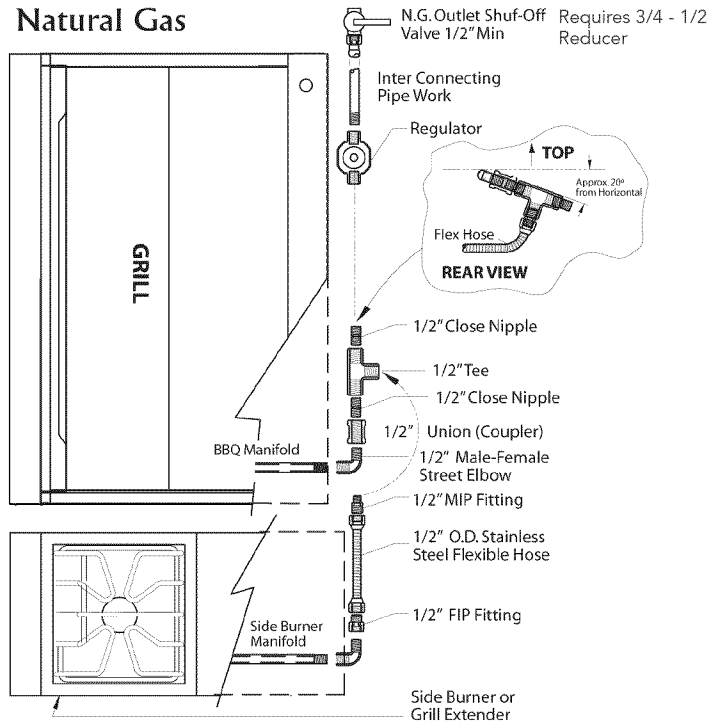 Natural Gas
N.G. Outlet Shuf-Off
Valve 1/2" Min
Requires 3/4 - 1/2
Reducer
Inter Connecting
Pipe Work
Regulator
TOP
Approx. 20º
from Horizontal
Flex Hose
REAR VIEW
GRILL
1/2" Close Nipple
1/2" Tee
1/2" Close Nipple
1/2" Union (Coupler)
BBQ Manifold
1/2" Male-Female
Street Elbow
1/2" MIP Fitting
1/2" O.D. Stainless
Steel Flexible Hose
1/2" FIP Fitting
Side Burner
Manifold
Side Burner or
Grill Extender